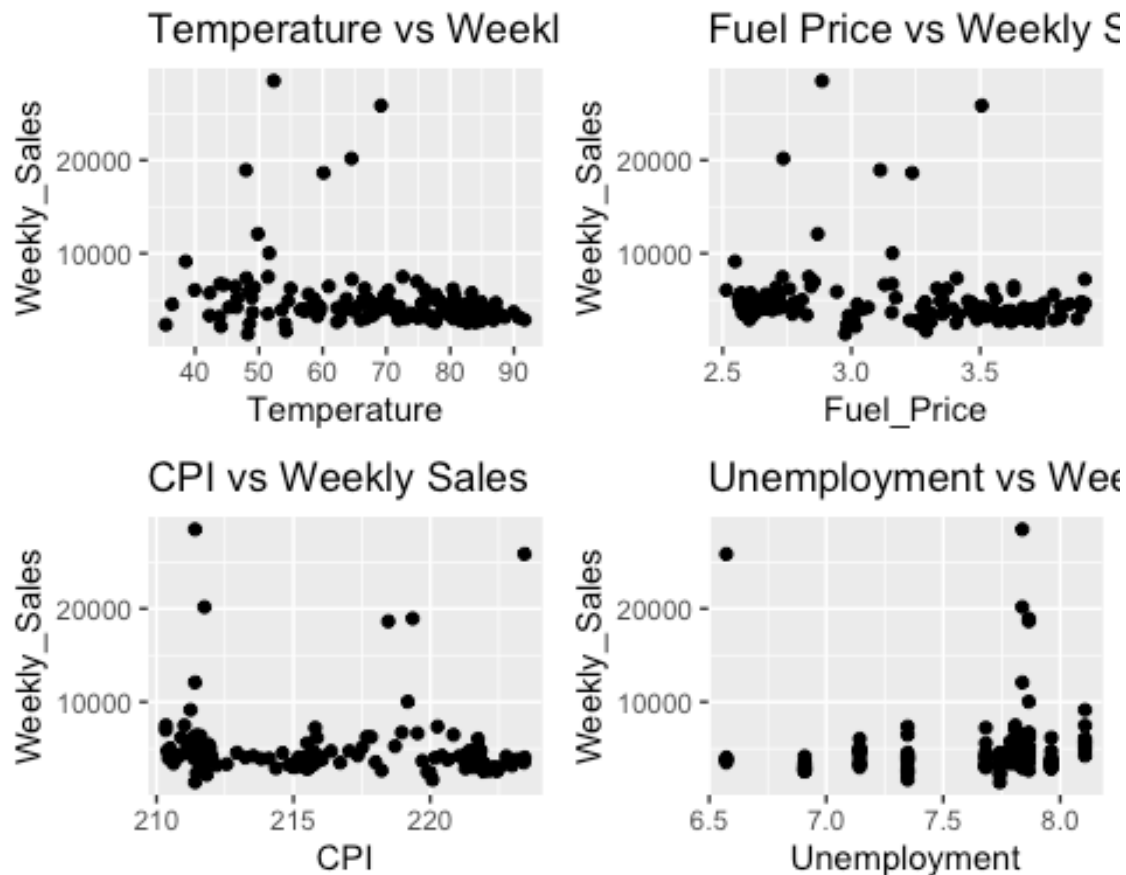 Temperature vs Weekl
Weekly_Sales
20000
10000
40 50 60 70 80 90
Temperature
Fuel Price vs Weekly S
Weekly_Sales
20000
10000
2.5 3.0 3.5
Fuel_Price
CPI vs Weekly Sales
Weekly_Sales
20000
10000
210 215 220
CPI
Unemployment vs Wee
Weekly_Sales
20000
10000
6.5 7.0 7.5 8.0
Unemployment